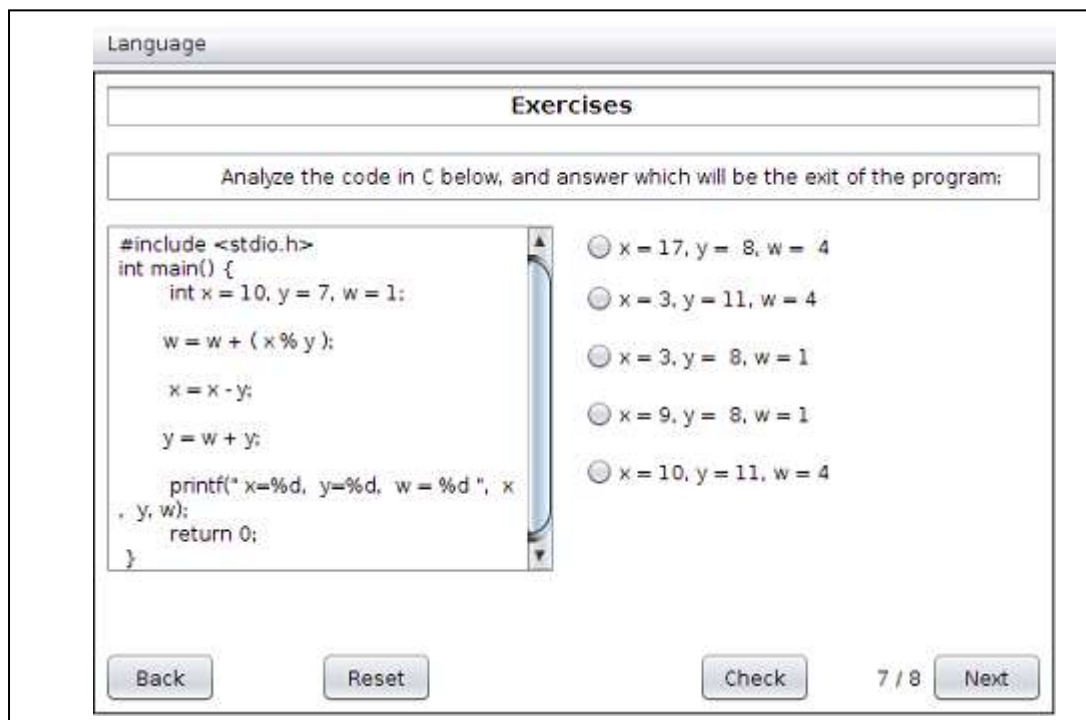 Language
Exercises
Analyze the code in C below, and answer which will be the exit of the program:
#include <stdio.h>
int main() {
int x = 10, y = 7, w = 1;
w = w + ( x % y );
x = x - y;
y = w + y;
printf(" x=%d, y=%d, w = %d ", x
, y, w);
return 0;
}
x = 17, y = 8, w = 4
x = 3, y = 11, w = 4
x = 3, y = 8, w = 1
x = 9, y = 8, w = 1
x = 10, y = 11, w = 4
Back Reset Check 7 / 8 Next